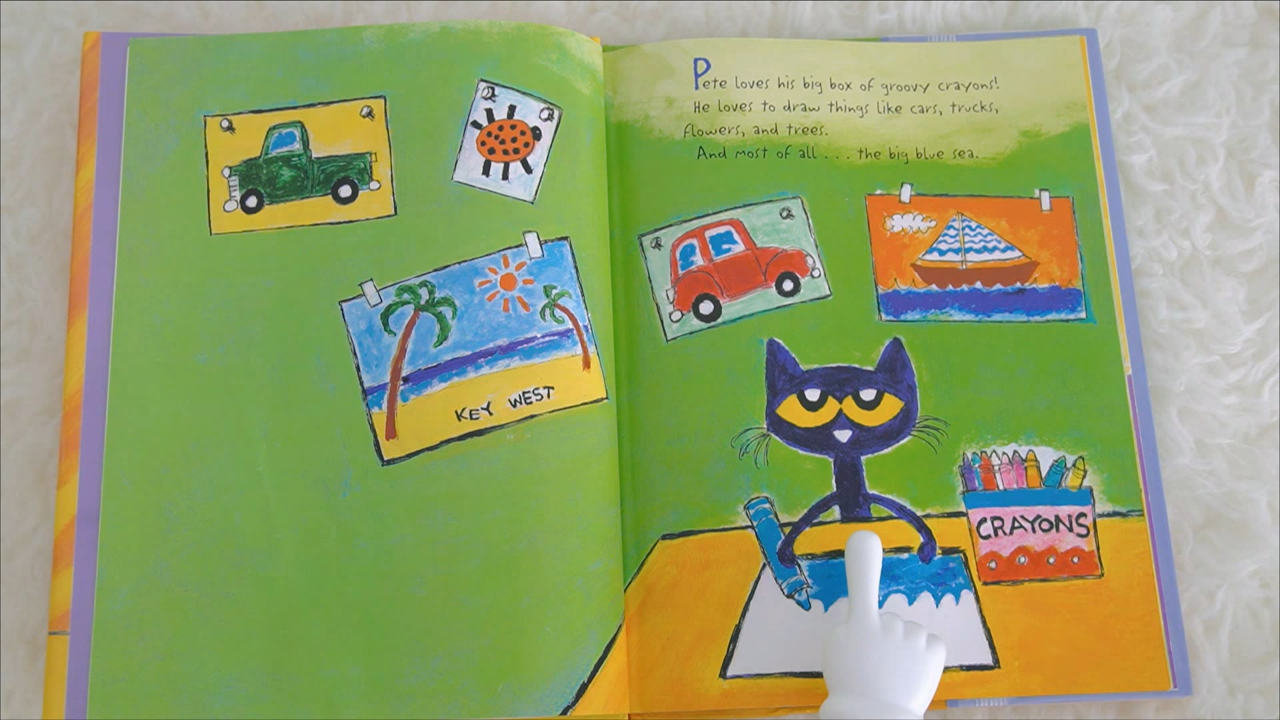 Pete loves his big box of groovy crayons!
He loves to draw things like cars, trucks,
flowers, and trees.
And most of all . . . the big blue sea.
KEY WEST
CRAYONS